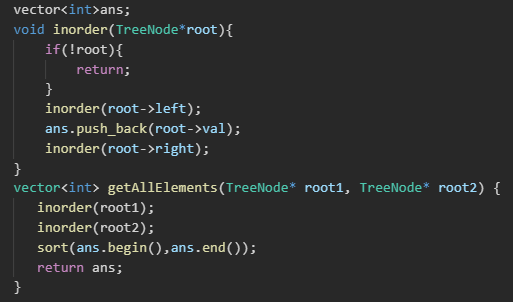 vector<int>ans;
void inorder(TreeNode*root){
    if(!root){
        return;
    }
    inorder(root->left);
    ans.push_back(root->val);
    inorder(root->right);
}
vector<int> getAllElements(TreeNode* root1, TreeNode* root2) {
   inorder(root1);
   inorder(root2);
   sort(ans.begin(),ans.end());
   return ans;
}